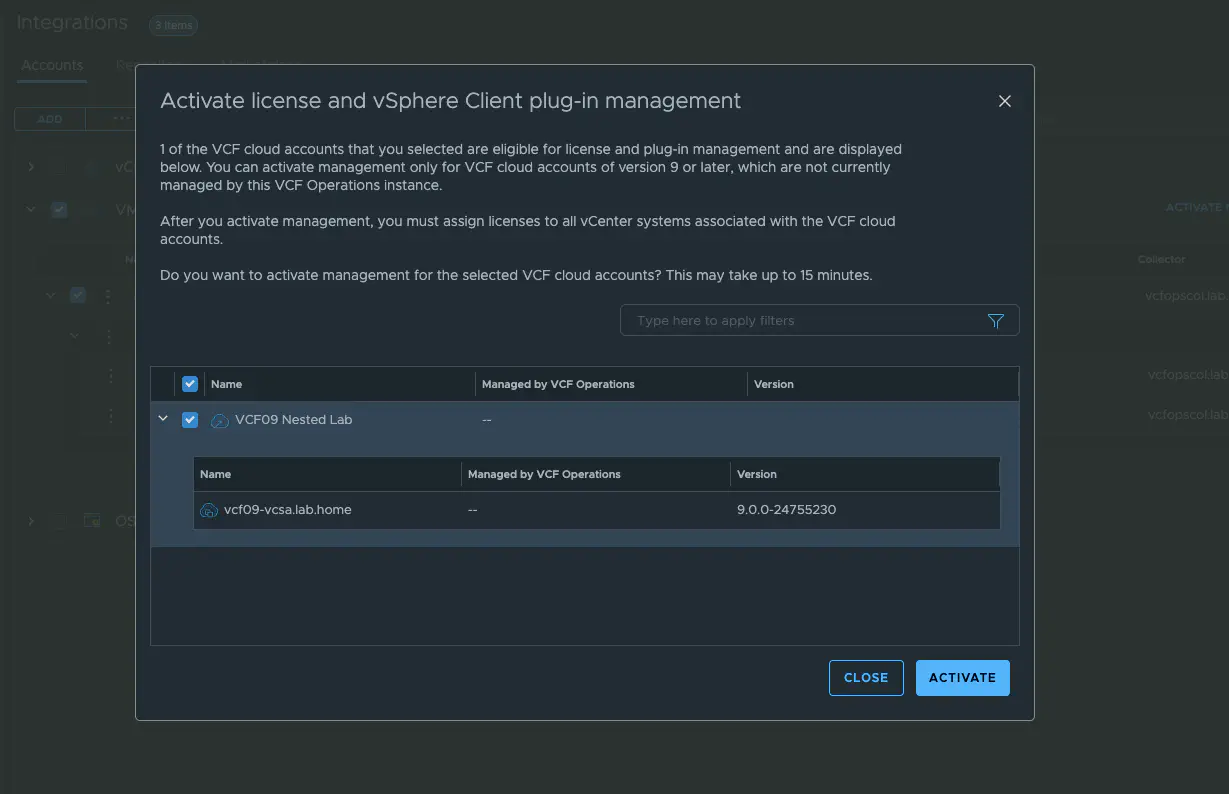 Integrations 3 Items
Accounts
ADD
Activate license and vSphere Client plug-in management
1 of the VCF cloud accounts that you selected are eligible for license and plug-in management and are displayed
below. You can activate management only for VCF cloud accounts of version 9 or later, which are not currently
managed by this VCF Operations instance.
After you activate management, you must assign licenses to all vCenter systems associated with the VCF cloud
accounts.
Do you want to activate management for the selected VCF cloud accounts? This may take up to 15 minutes.
Type here to apply filters
Name Managed by VCF Operations Version
VCF09 Nested Lab --
Name Managed by VCF Operations Version
vcf09-vcsa.lab.home -- 9.0.0-24755230
CLOSE ACTIVATE
vC
VM
ACTIVATE
Collector
vcfopscol.lab.
vcfopscol.lab
vcfopscol.lab
OS